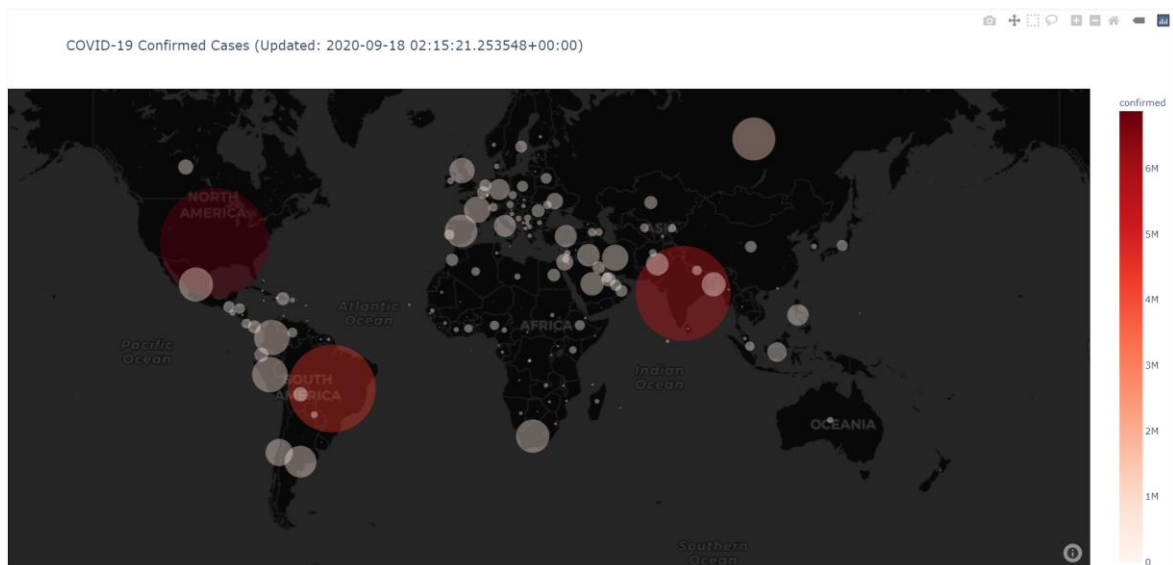 COVID-19 Confirmed Cases (Updated: 2020-09-18 02:15:21.253548+00:00)
confirmed
6M
5M
4M
3M
2M
1M
0
NORTH
AMERICA
Atlantic
Ocean
Pacific
Ocean
AFRICA
ASIA
Indian
Ocean
SOUTH
AMERICA
OCEANIA
Southern
Ocean